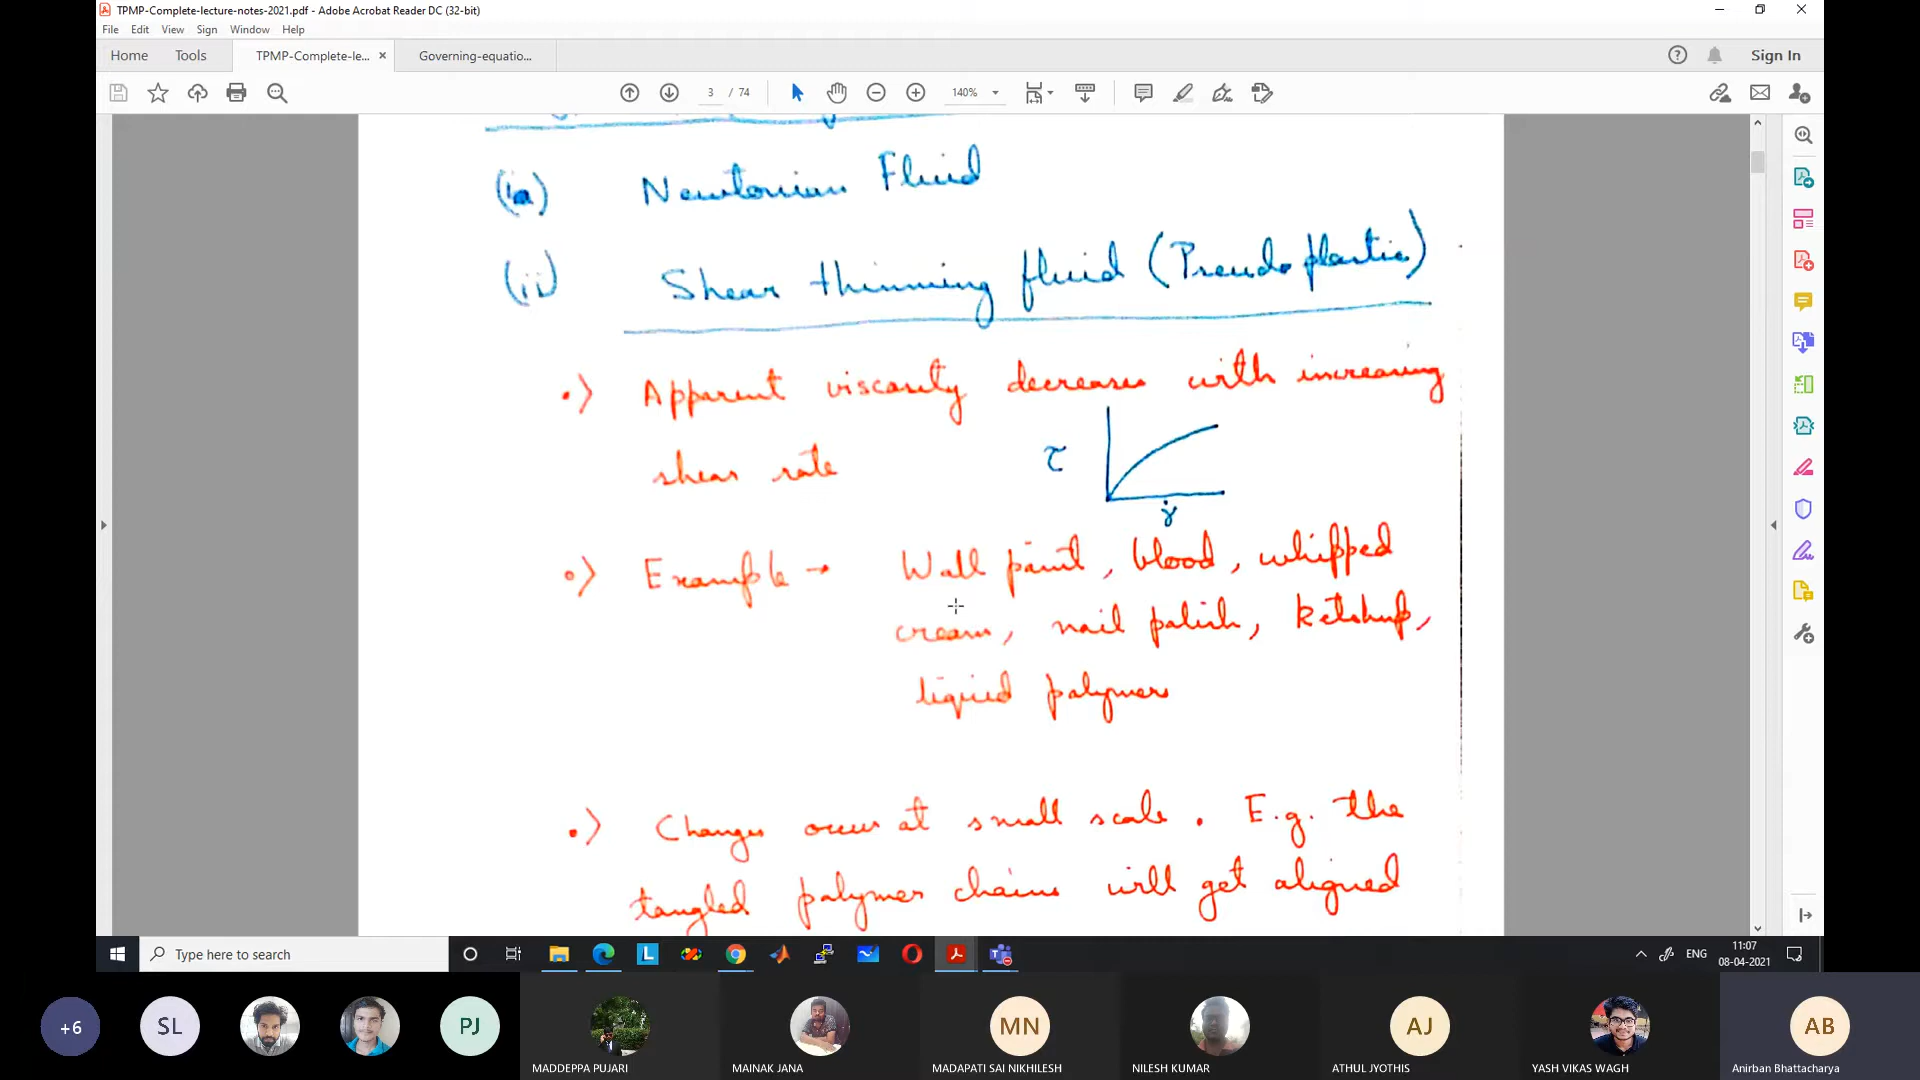 TPMP-Complete-lecture-notes-2021.pdf - Adobe Acrobat Reader DC (32-bit)
File Edit View Sign Window Help
Home Tools TPMP-Complete-le... × Governing-equatio... Sign In
3 / 74 140%
(ia) Newtonian Fluid
(ii) Shear thinning fluid (Pseudoplastic)
•) Apparent viscosity decreases with increasing
shear rate
τ
γ̇
•) Example → Wall paint, blood, whipped
cream, nail polish, ketchup,
liquid polymers
•) Changes occur at small scale. E.g. the
tangled polymer chains will get aligned
Type here to search
ENG
11:07
08-04-2021
+6 SL PJ MN AJ AB
MADDEPPA PUJARI MAINAK JANA MADAPATI SAI NIKHILESH NILESH KUMAR ATHUL JYOTHIS YASH VIKAS WAGH Anirban Bhattacharya